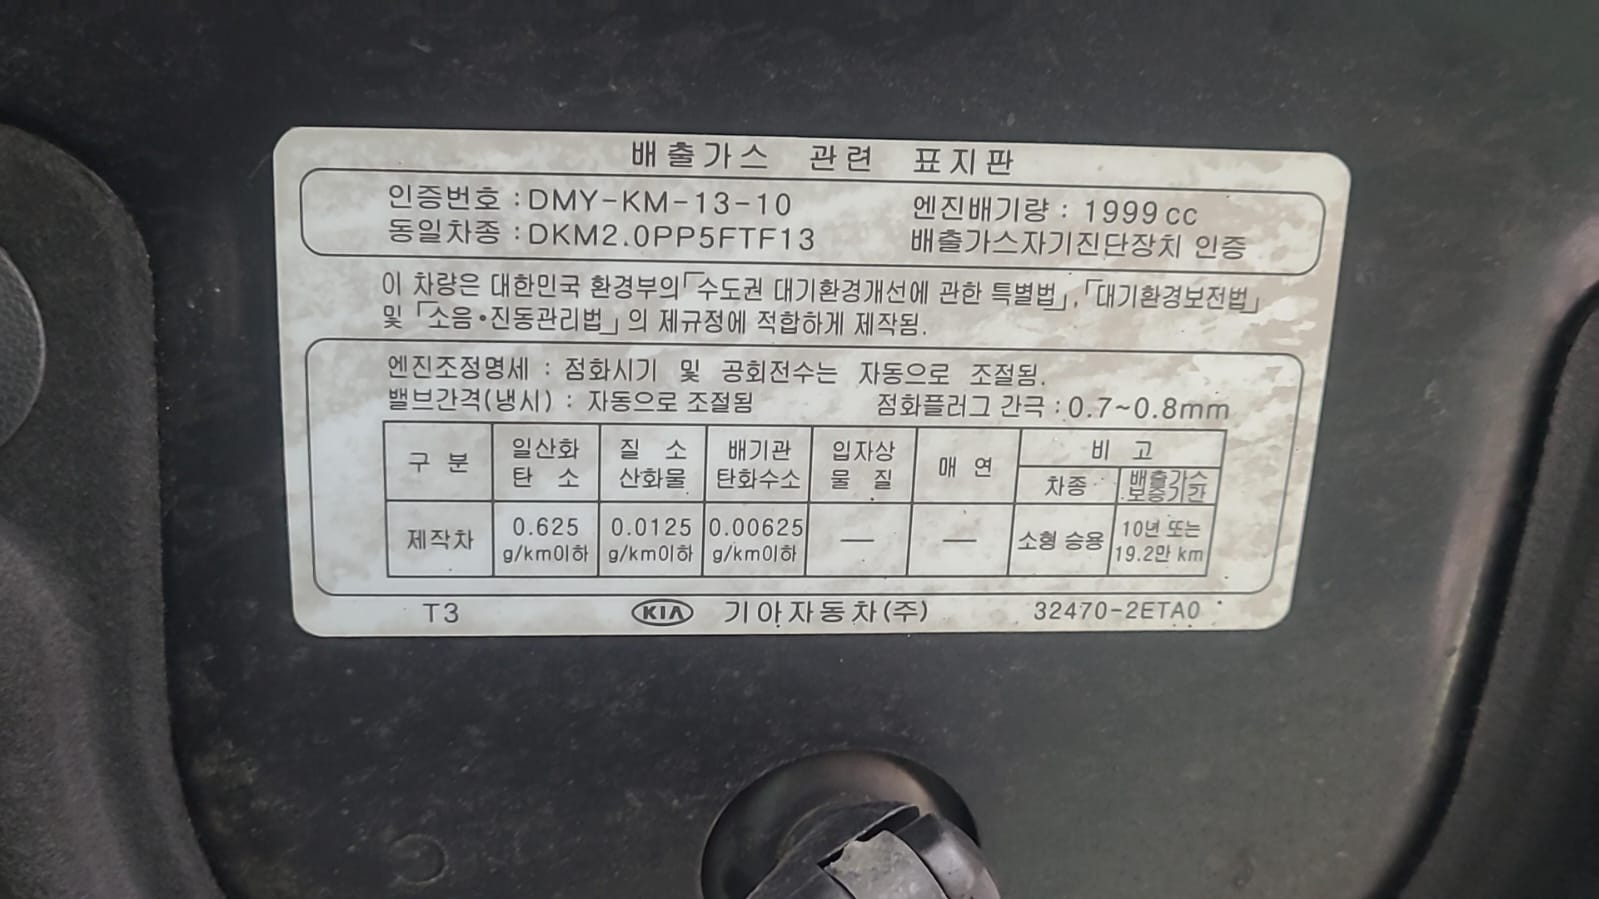 배출가스 관련 표지판
인증번호 : DMY-KM-13-10 엔진배기량 : 1999 cc
동일차종 : DKM2.0PP5FTF13 배출가스자기진단장치 인증
이 차량은 대한민국 환경부의「수도권 대기환경개선에 관한 특별법」,「대기환경보전법」
및「소음•진동관리법」의 제규정에 적합하게 제작됨.
엔진조정명세 : 점화시기 및 공회전수는 자동으로 조절됨.
밸브간격(냉시) : 자동으로 조절됨 점화플러그 간극 : 0.7~0.8mm
구 분 일산화 탄 소 질 소 산화물 배기관 탄화수소 입자상 물 질 매 연 비 고
차종 배출가스 보증기간
제작차 0.625 g/km이하 0.0125 g/km이하 0.00625 g/km이하 — — 소형 승용 10년 또는 19.2만 km
T3 KIA 기아자동차(주) 32470-2ETA0